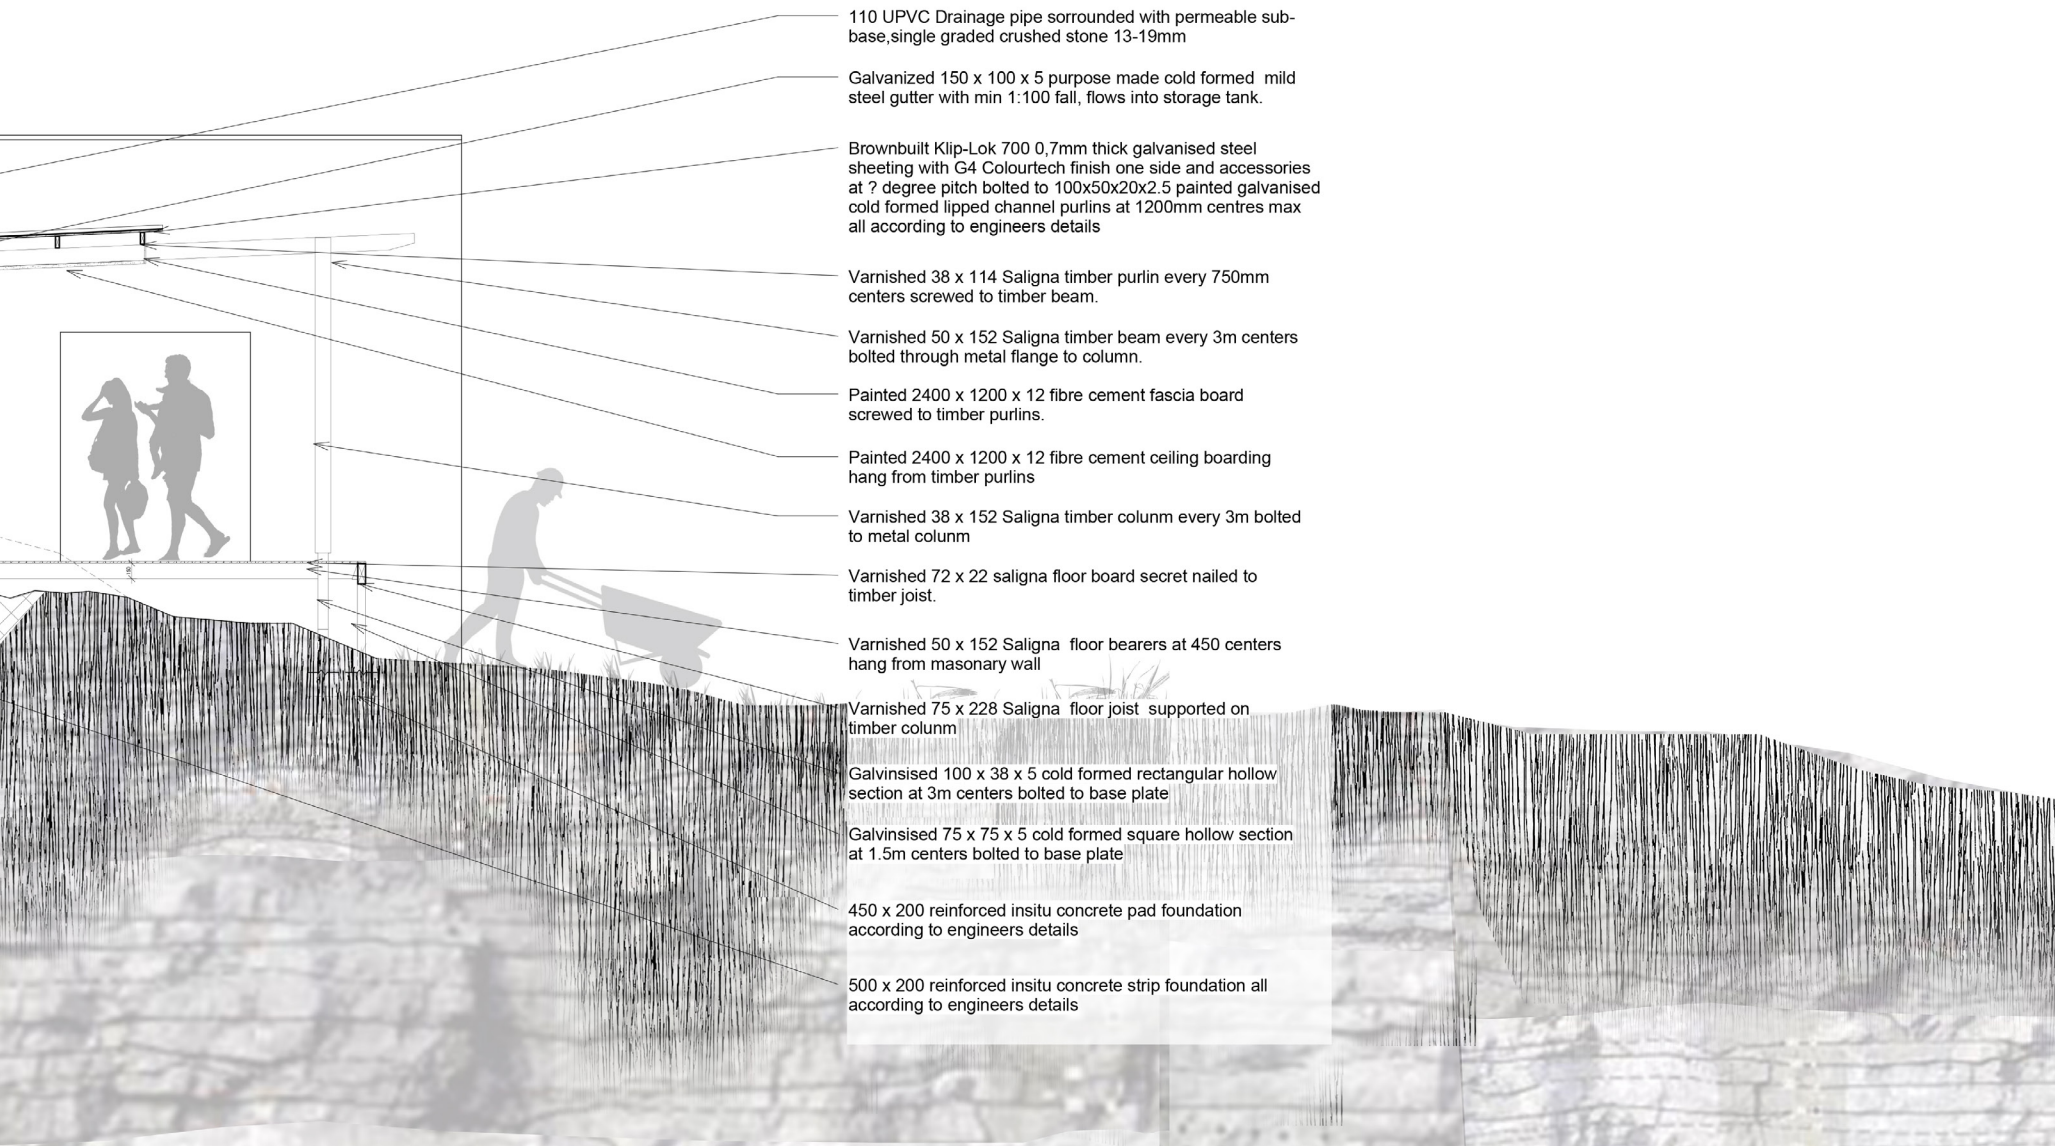 110 UPVC Drainage pipe sorrounded with permeable sub-
base,single graded crushed stone 13-19mm
Galvanized 150 x 100 x 5 purpose made cold formed  mild
steel gutter with min 1:100 fall, flows into storage tank.
Brownbuilt Klip-Lok 700 0,7mm thick galvanised steel
sheeting with G4 Colourtech finish one side and accessories
at ? degree pitch bolted to 100x50x20x2.5 painted galvanised
cold formed lipped channel purlins at 1200mm centres max
all according to engineers details
Varnished 38 x 114 Saligna timber purlin every 750mm
centers screwed to timber beam.
Varnished 50 x 152 Saligna timber beam every 3m centers
bolted through metal flange to column.
Painted 2400 x 1200 x 12 fibre cement fascia board
screwed to timber purlins.
Painted 2400 x 1200 x 12 fibre cement ceiling boarding
hang from timber purlins
Varnished 38 x 152 Saligna timber colunm every 3m bolted
to metal colunm
Varnished 72 x 22 saligna floor board secret nailed to
timber joist.
Varnished 50 x 152 Saligna  floor bearers at 450 centers
hang from masonary wall
Varnished 75 x 228 Saligna  floor joist  supported on
timber colunm
Galvinsised 100 x 38 x 5 cold formed rectangular hollow
section at 3m centers bolted to base plate
Galvinsised 75 x 75 x 5 cold formed square hollow section
at 1.5m centers bolted to base plate
450 x 200 reinforced insitu concrete pad foundation
according to engineers details
500 x 200 reinforced insitu concrete strip foundation all
according to engineers details